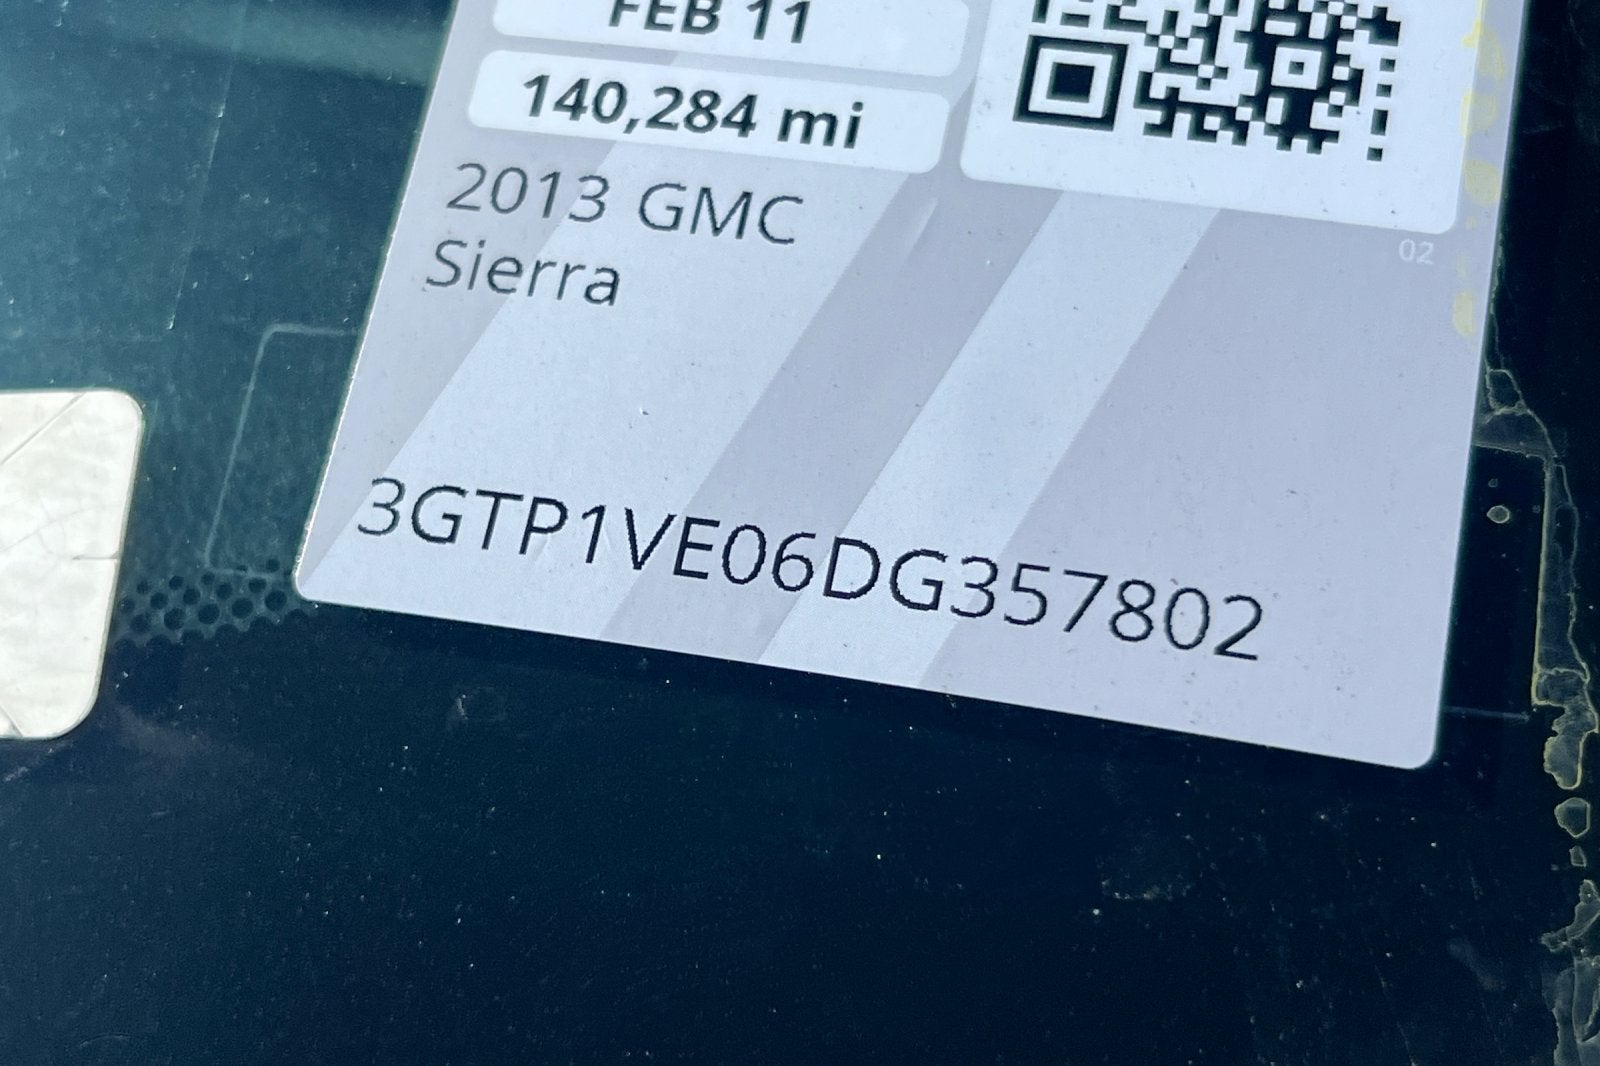 FEB 11
140,284 mi
2013 GMC
Sierra
02
3GTP1VE06DG357802